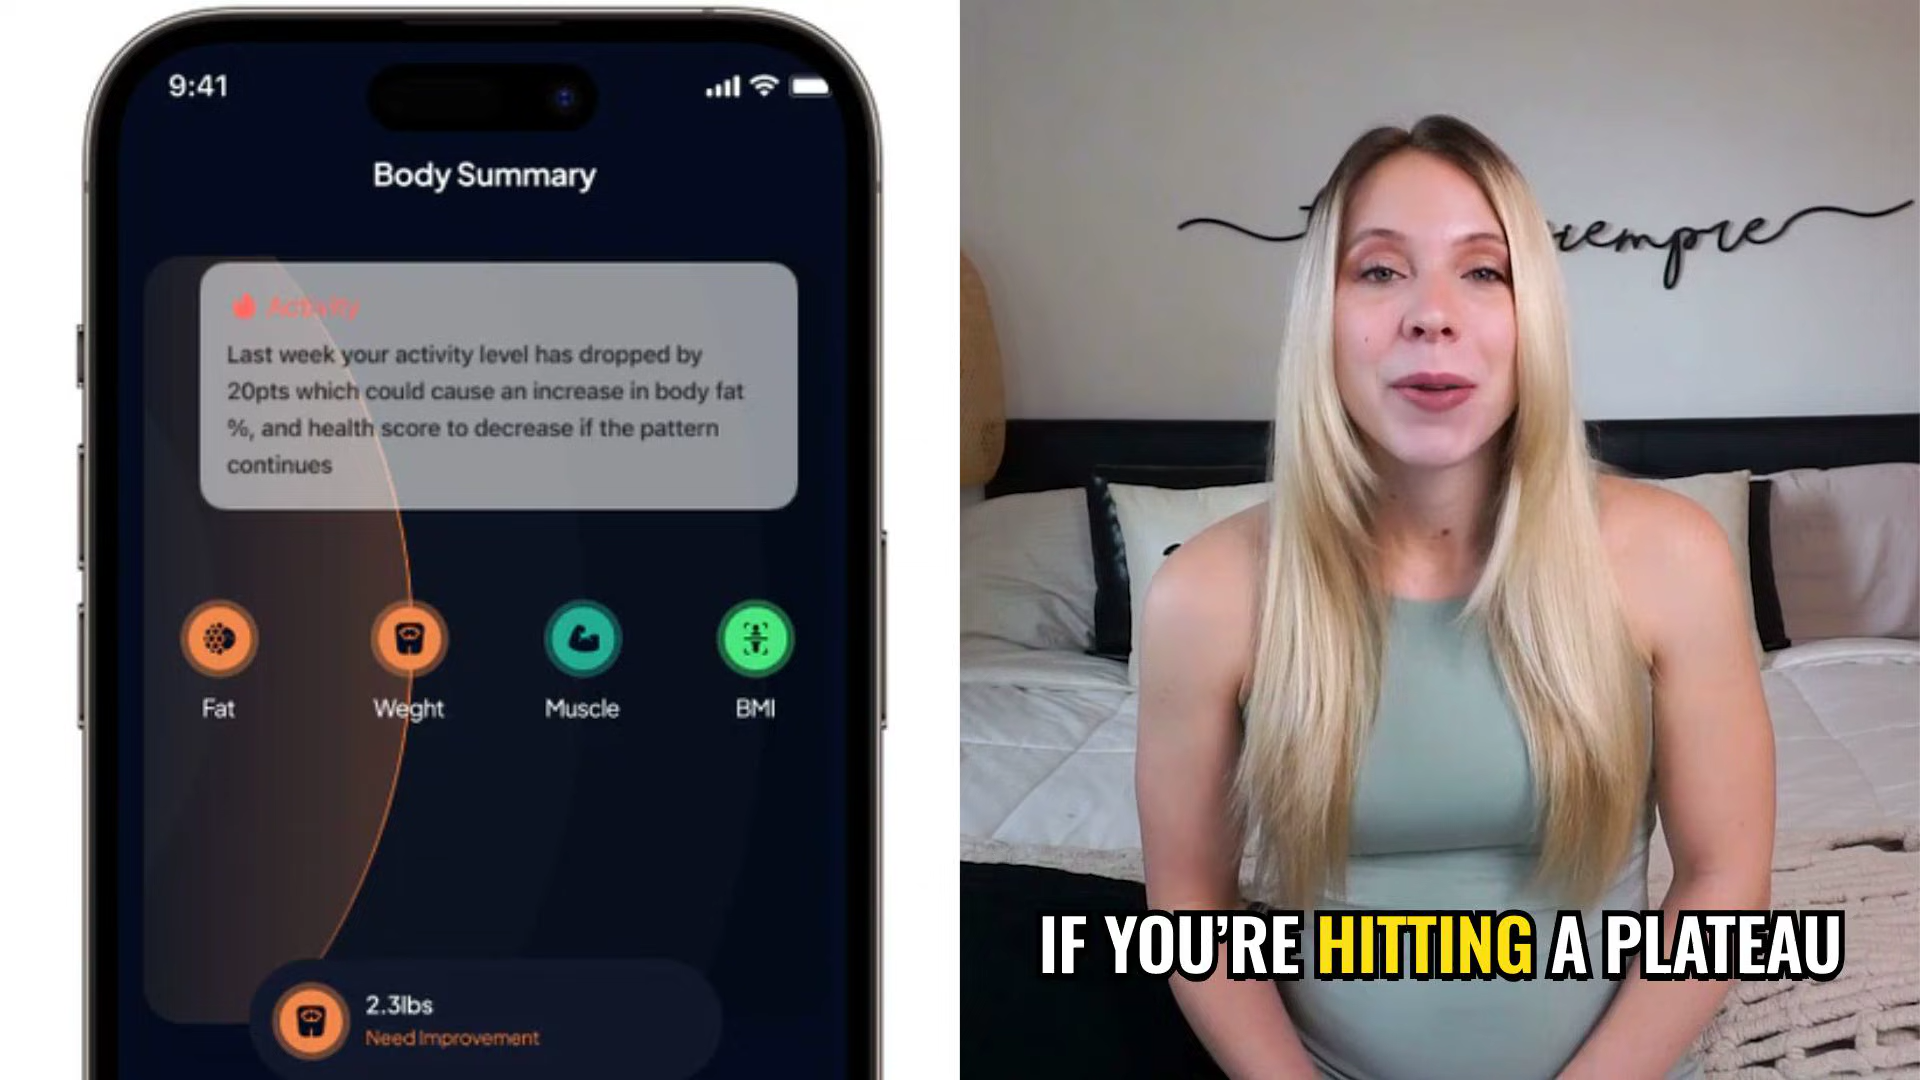 9:41
Body Summary
Activity
Last week your activity level has dropped by
20pts which could cause an increase in body fat
%, and health score to decrease if the pattern
continues
Fat
Weght
Muscle
BMI
2.3lbs
Need Improvement
IF YOU’RE HITTING A PLATEAU